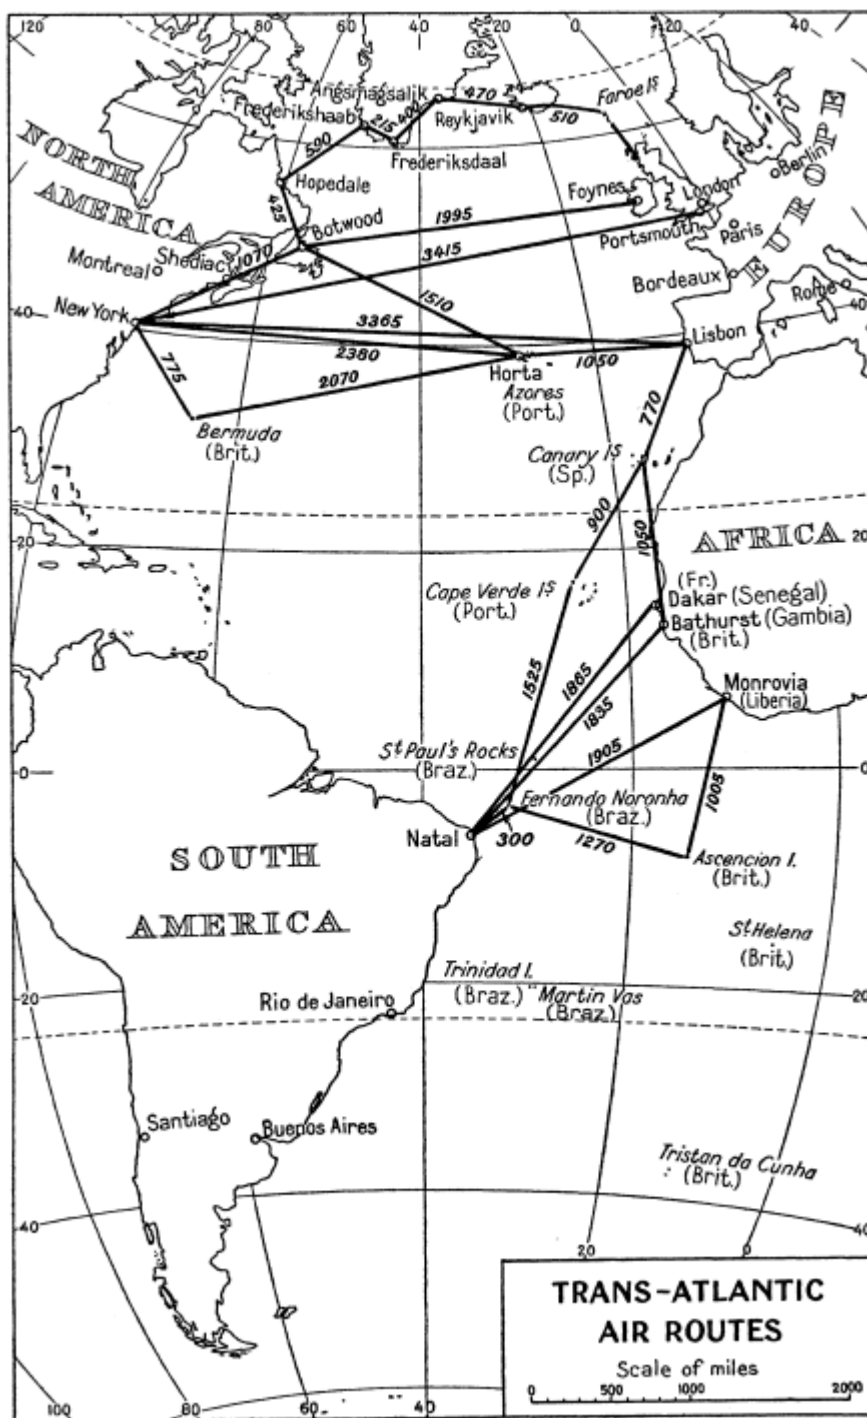 120
80
60
40
20
0
20
40
Angsmagsalik
470
Faroe Is
Frederikshaab
215
400
Reykjavik
510
590
Frederiksdaal
Berlin
NORTH
AMERICA
Hopedale
Foynes
London
EUROPE
425
Botwood
1995
Portsmouth
Paris
Shediac
1070
3415
Montreal
Bordeaux
1510
Rome
40
New York
3365
40
Lisbon
2380
1050
775
2070
Horta
Azores
(Port.)
770
Bermuda
(Brit.)
Canary Is
(Sp.)
900
20
1050
AFRICA
20
(Fr.)
Cape Verde Is
(Port.)
Dakar (Senegal)
Bathurst (Gambia)
(Brit.)
1525
1865
1835
Monrovia
(Liberia)
St. Paul's Rocks
(Braz.)
1905
0
0
1005
Fernando Noronha
(Braz.)
Natal
300
1270
Ascencion I.
(Brit.)
SOUTH
AMERICA
St. Helena
(Brit.)
Trinidad I.
(Braz.)
Martin Vas
(Braz.)
20
20
Rio de Janeiro
Santiago
Buenos Aires
Tristan da Cunha
(Brit.)
40
40
20
0
TRANS-ATLANTIC
AIR ROUTES
Scale of miles
0 500 1000 2000
100
80
60
40